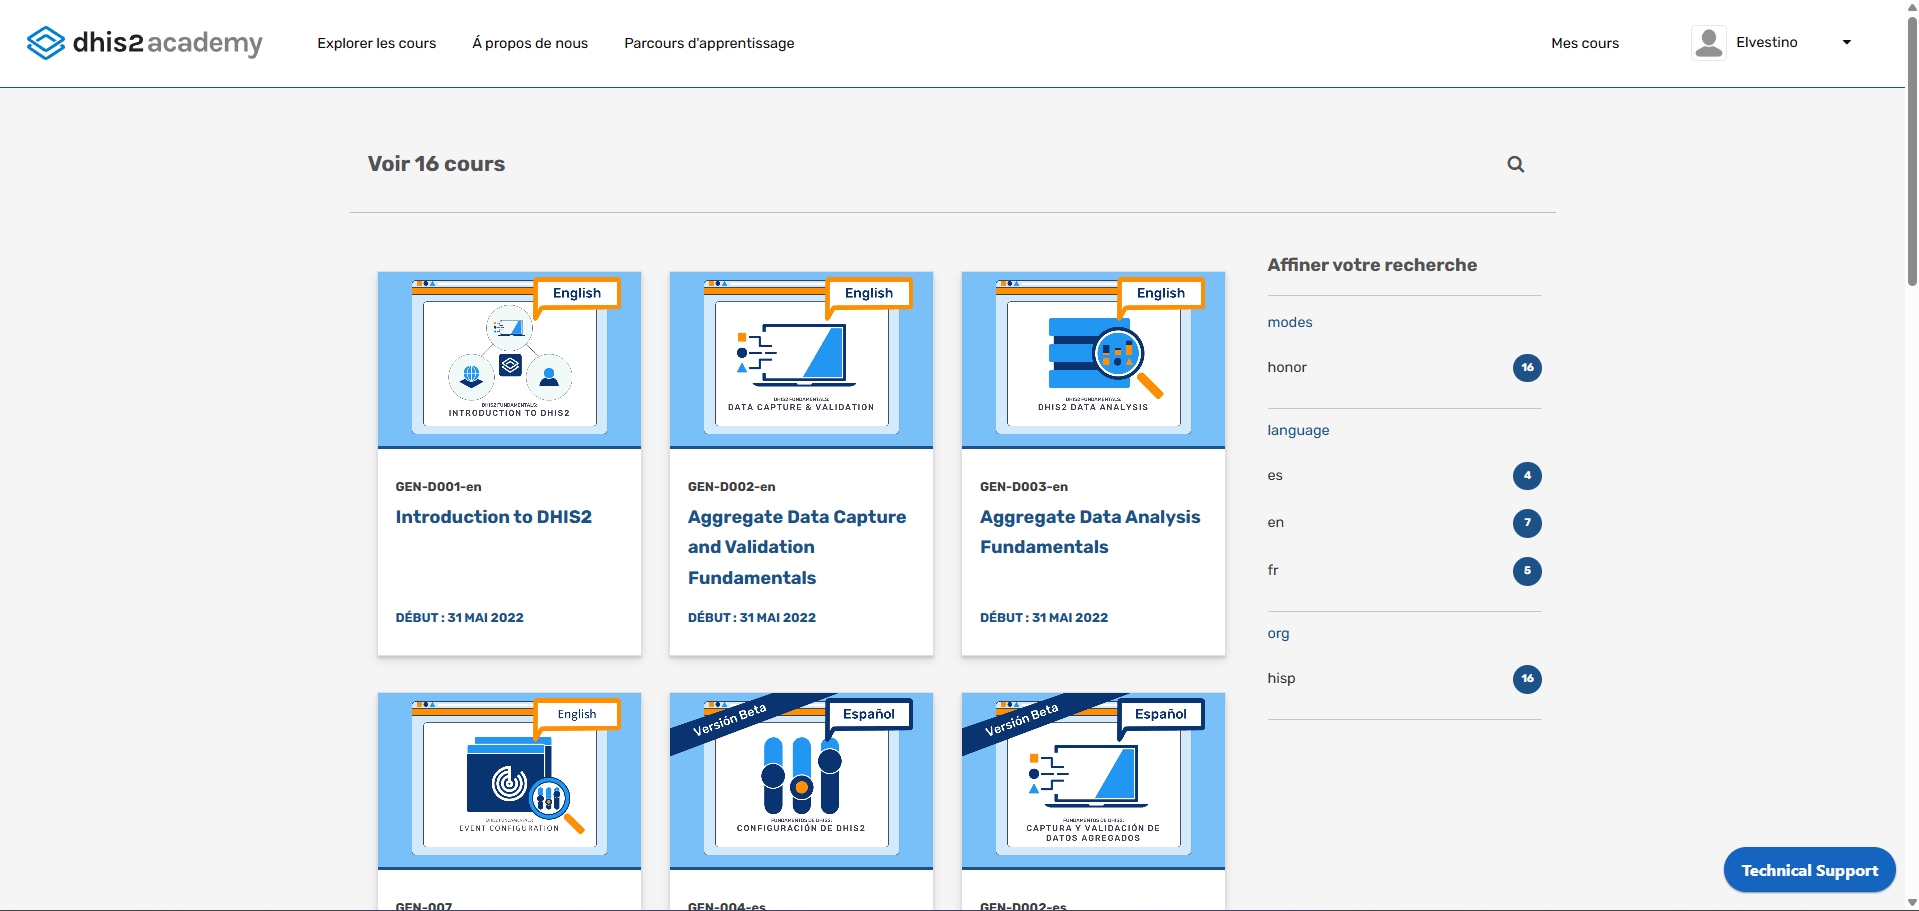 dhis2 academy
Explorer les cours
Á propos de nous
Parcours d'apprentissage
Mes cours
Elvestino
Voir 16 cours
English
DHIS2 FUNDAMENTALS:
INTRODUCTION TO DHIS2
GEN-D001-en
Introduction to DHIS2
DÉBUT : 31 MAI 2022
English
DHIS2 FUNDAMENTALS:
DATA CAPTURE & VALIDATION
GEN-D002-en
Aggregate Data Capture
and Validation
Fundamentals
DÉBUT : 31 MAI 2022
English
DHIS2 FUNDAMENTALS:
DHIS2 DATA ANALYSIS
GEN-D003-en
Aggregate Data Analysis
Fundamentals
DÉBUT : 31 MAI 2022
English
DHIS2 FUNDAMENTALS:
EVENT CONFIGURATION
GEN-007
Versión Beta
Español
FUNDAMENTOS DE DHIS2:
CONFIGURACIÓN DE DHIS2
GEN-004-es
Versión Beta
Español
FUNDAMENTOS DE DHIS2:
CAPTURA Y VALIDACIÓN DE
DATOS AGREGADOS
GEN-D002-es
Affiner votre recherche
modes
honor 16
language
es 4
en 7
fr 5
org
hisp 16
Technical Support